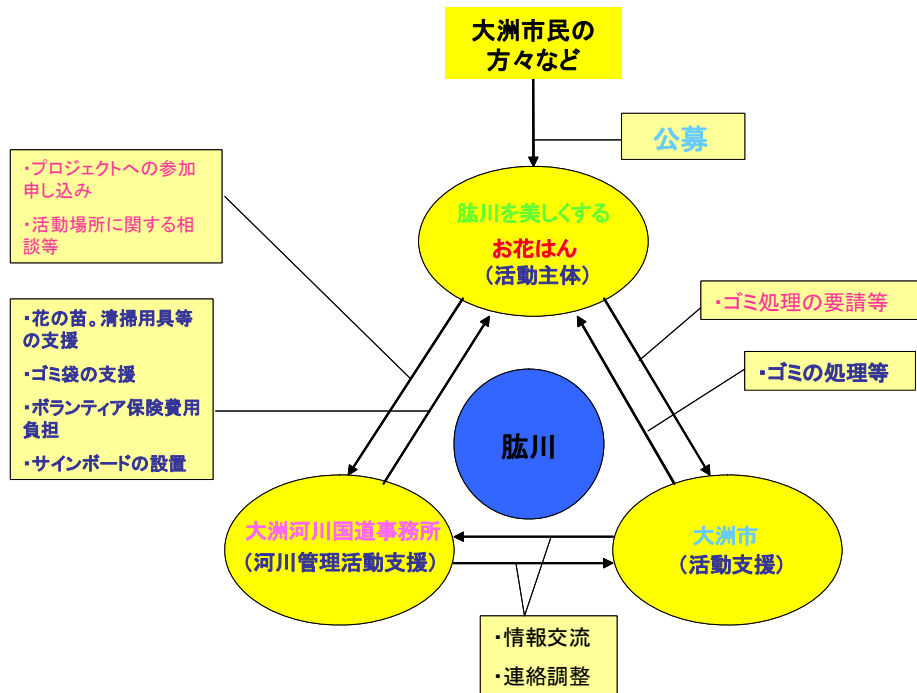 大洲市民の
方々など
公募
・プロジェクトへの参加
申し込み
・活動場所に関する相
談等
肱川を美しくする
お花はん
（活動主体）
・花の苗。清掃用具等
の支援
・ゴミ袋の支援
・ボランティア保険費用
負担
・サインボードの設置
・ゴミ処理の要請等
・ゴミの処理等
肱川
大洲河川国道事務所
（河川管理活動支援）
大洲市
（活動支援）
・情報交流
・連絡調整